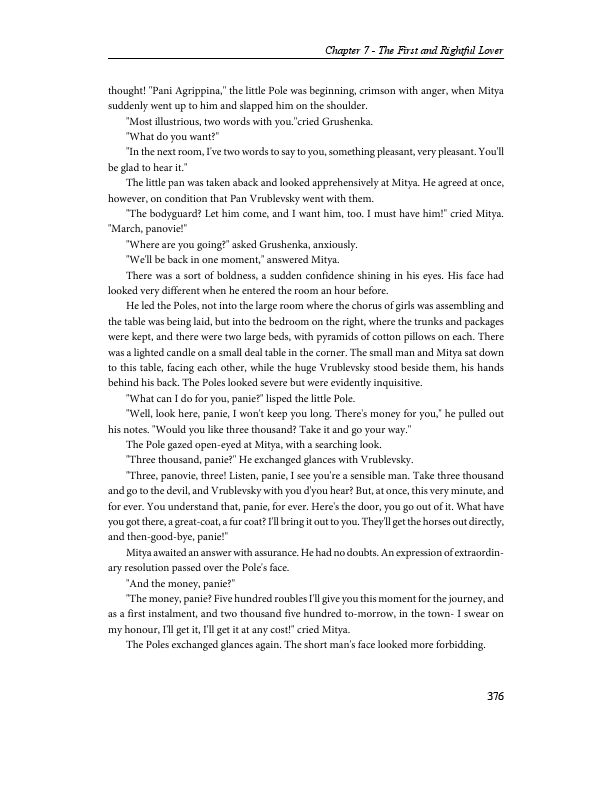 Chapter 7 - The First and Rightful Lover
thought! "Pani Agrippina," the little Pole was beginning, crimson with anger, when Mitya
suddenly went up to him and slapped him on the shoulder.
"Most illustrious, two words with you."cried Grushenka.
"What do you want?"
"In the next room, I've two words to say to you, something pleasant, very pleasant. You'll
be glad to hear it."
The little pan was taken aback and looked apprehensively at Mitya. He agreed at once,
however, on condition that Pan Vrublevsky went with them.
"The bodyguard? Let him come, and I want him, too. I must have him!" cried Mitya.
"March, panovie!"
"Where are you going?" asked Grushenka, anxiously.
"We'll be back in one moment," answered Mitya.
There was a sort of boldness, a sudden confidence shining in his eyes. His face had
looked very different when he entered the room an hour before.
He led the Poles, not into the large room where the chorus of girls was assembling and
the table was being laid, but into the bedroom on the right, where the trunks and packages
were kept, and there were two large beds, with pyramids of cotton pillows on each. There
was a lighted candle on a small deal table in the corner. The small man and Mitya sat down
to this table, facing each other, while the huge Vrublevsky stood beside them, his hands
behind his back. The Poles looked severe but were evidently inquisitive.
"What can I do for you, panie?" lisped the little Pole.
"Well, look here, panie, I won't keep you long. There's money for you," he pulled out
his notes. "Would you like three thousand? Take it and go your way."
The Pole gazed open-eyed at Mitya, with a searching look.
"Three thousand, panie?" He exchanged glances with Vrublevsky.
"Three, panovie, three! Listen, panie, I see you're a sensible man. Take three thousand
and go to the devil, and Vrublevsky with you d'you hear? But, at once, this very minute, and
for ever. You understand that, panie, for ever. Here's the door, you go out of it. What have
you got there, a great-coat, a fur coat? I'll bring it out to you. They'll get the horses out directly,
and then-good-bye, panie!"
Mitya awaited an answer with assurance. He had no doubts. An expression of extraordin-
ary resolution passed over the Pole's face.
"And the money, panie?"
"The money, panie? Five hundred roubles I'll give you this moment for the journey, and
as a first instalment, and two thousand five hundred to-morrow, in the town- I swear on
my honour, I'll get it, I'll get it at any cost!" cried Mitya.
The Poles exchanged glances again. The short man's face looked more forbidding.
376